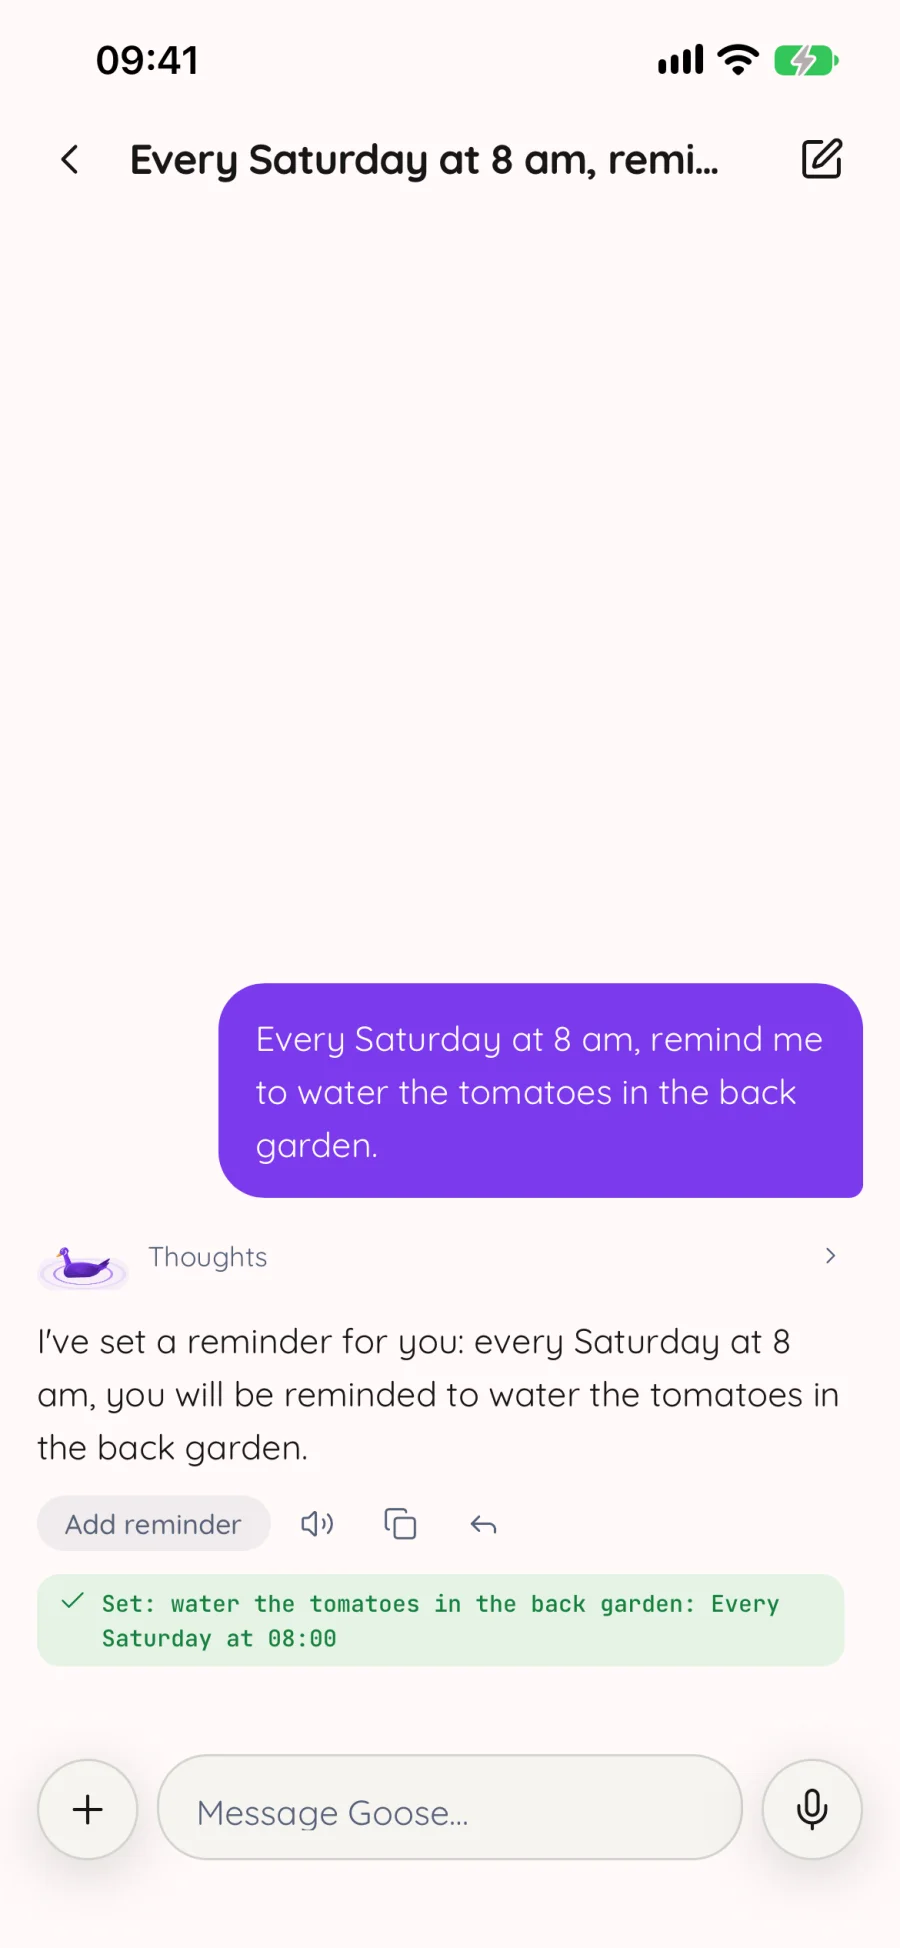 09:41
Every Saturday at 8 am, remi...
Every Saturday at 8 am, remind me
to water the tomatoes in the back
garden.
Thoughts
I've set a reminder for you: every Saturday at 8
am, you will be reminded to water the tomatoes in
the back garden.
Add reminder
Set: water the tomatoes in the back garden: Every
Saturday at 08:00
Message Goose...